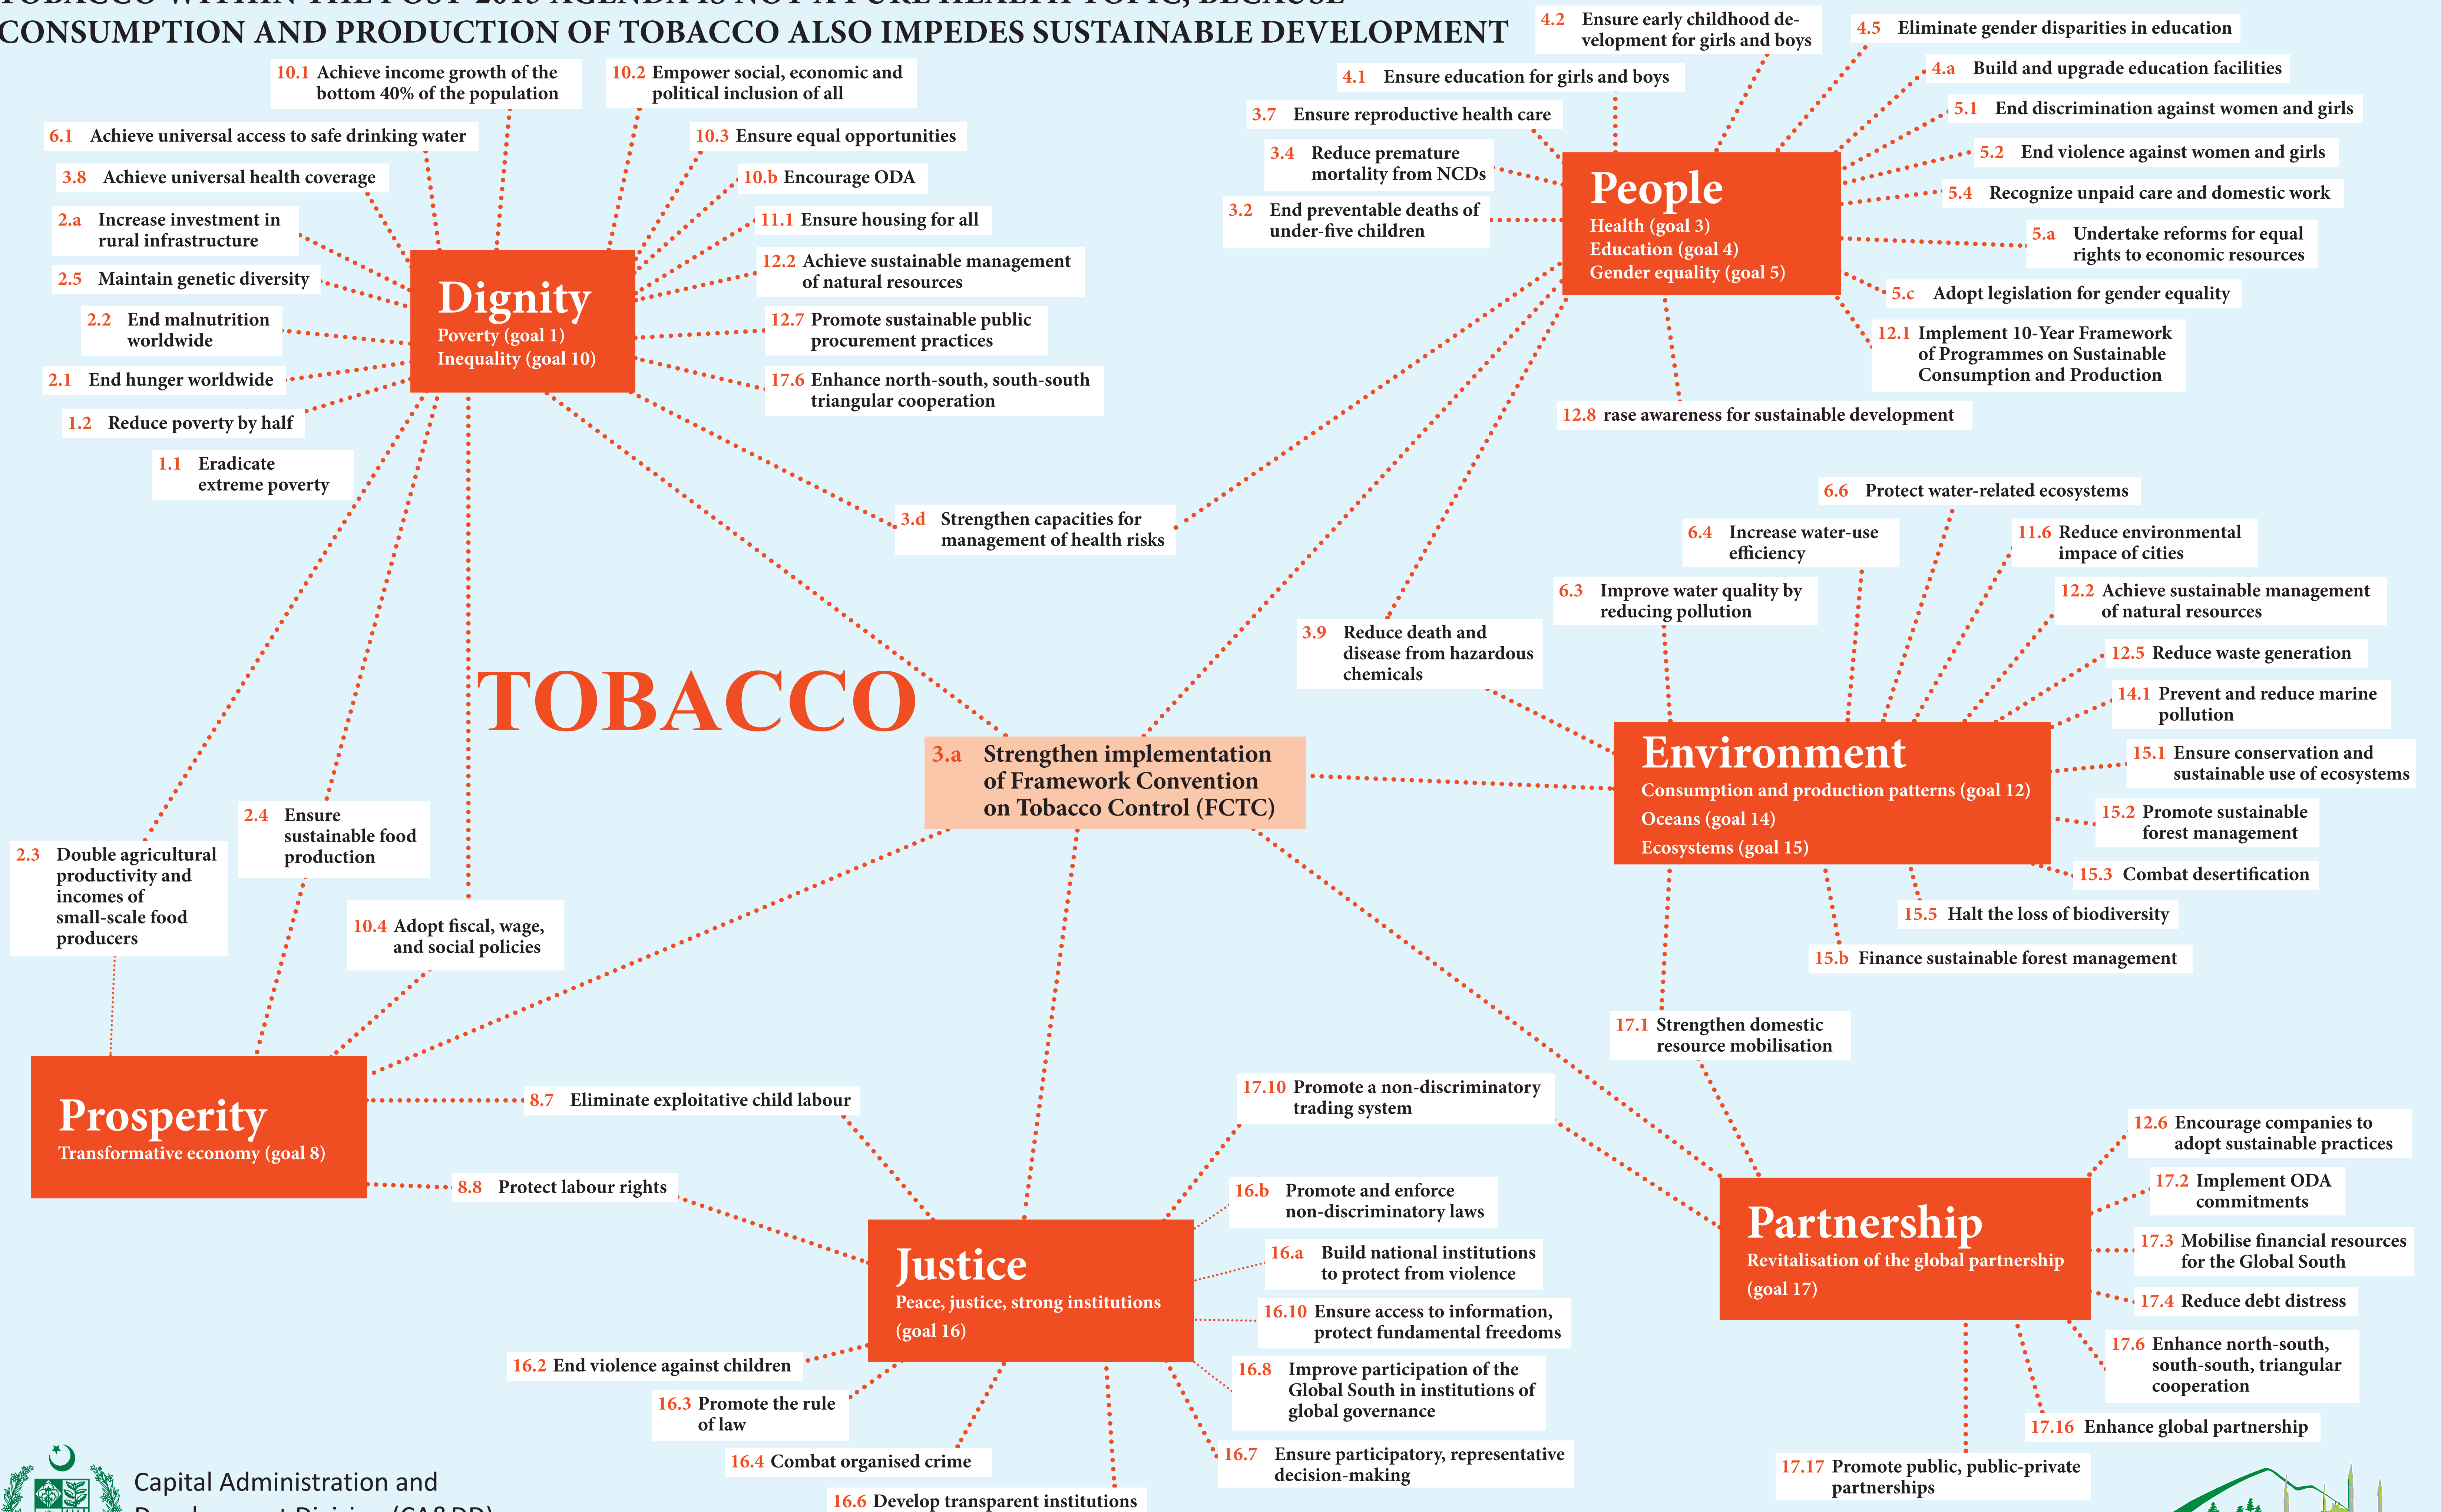 TOBACCO WITHIN THE POST-2015 AGENDA IS NOT A PURE HEALTH TOPIC, BECAUSE
CONSUMPTION AND PRODUCTION OF TOBACCO ALSO IMPEDES SUSTAINABLE DEVELOPMENT
10.1 Achieve income growth of the
bottom 40% of the population
10.2 Empower social, economic and
political inclusion of all
6.1 Achieve universal access to safe drinking water
10.3 Ensure equal opportunities
3.8 Achieve universal health coverage
10.b Encourage ODA
2.a Increase investment in
rural infrastructure
11.1 Ensure housing for all
2.5 Maintain genetic diversity
12.2 Achieve sustainable management
of natural resources
2.2 End malnutrition
worldwide
12.7 Promote sustainable public
procurement practices
2.1 End hunger worldwide
17.6 Enhance north-south, south-south
triangular cooperation
1.2 Reduce poverty by half
1.1 Eradicate
extreme poverty
Dignity
Poverty (goal 1)
Inequality (goal 10)
4.2 Ensure early childhood de-
velopment for girls and boys
4.5 Eliminate gender disparities in education
4.1 Ensure education for girls and boys
4.a Build and upgrade education facilities
3.7 Ensure reproductive health care
5.1 End discrimination against women and girls
3.4 Reduce premature
mortality from NCDs
5.2 End violence against women and girls
3.2 End preventable deaths of
under-five children
5.4 Recognize unpaid care and domestic work
5.a Undertake reforms for equal
rights to economic resources
5.c Adopt legislation for gender equality
12.1 Implement 10-Year Framework
of Programmes on Sustainable
Consumption and Production
12.8 rase awareness for sustainable development
People
Health (goal 3)
Education (goal 4)
Gender equality (goal 5)
3.d Strengthen capacities for
management of health risks
3.9 Reduce death and
disease from hazardous
chemicals
TOBACCO
3.a Strengthen implementation
of Framework Convention
on Tobacco Control (FCTC)
6.6 Protect water-related ecosystems
6.4 Increase water-use
efficiency
11.6 Reduce environmental
impace of cities
6.3 Improve water quality by
reducing pollution
12.2 Achieve sustainable management
of natural resources
12.5 Reduce waste generation
14.1 Prevent and reduce marine
pollution
15.1 Ensure conservation and
sustainable use of ecosystems
15.2 Promote sustainable
forest management
15.3 Combat desertification
15.5 Halt the loss of biodiversity
15.b Finance sustainable forest management
Environment
Consumption and production patterns (goal 12)
Oceans (goal 14)
Ecosystems (goal 15)
2.3 Double agricultural
productivity and
incomes of
small-scale food
producers
2.4 Ensure
sustainable food
production
10.4 Adopt fiscal, wage,
and social policies
17.1 Strengthen domestic
resource mobilisation
Prosperity
Transformative economy (goal 8)
8.7 Eliminate exploitative child labour
8.8 Protect labour rights
17.10 Promote a non-discriminatory
trading system
16.b Promote and enforce
non-discriminatory laws
16.a Build national institutions
to protect from violence
16.10 Ensure access to information,
protect fundamental freedoms
16.8 Improve participation of the
Global South in institutions of
global governance
16.7 Ensure participatory, representative
decision-making
Justice
Peace, justice, strong institutions
(goal 16)
16.2 End violence against children
16.3 Promote the rule
of law
16.4 Combat organised crime
16.6 Develop transparent institutions
Partnership
Revitalisation of the global partnership
(goal 17)
12.6 Encourage companies to
adopt sustainable practices
17.2 Implement ODA
commitments
17.3 Mobilise financial resources
for the Global South
17.4 Reduce debt distress
17.6 Enhance north-south,
south-south, triangular
cooperation
17.16 Enhance global partnership
17.17 Promote public, public-private
partnerships
Capital Administration and
Development Division (CA&DD)